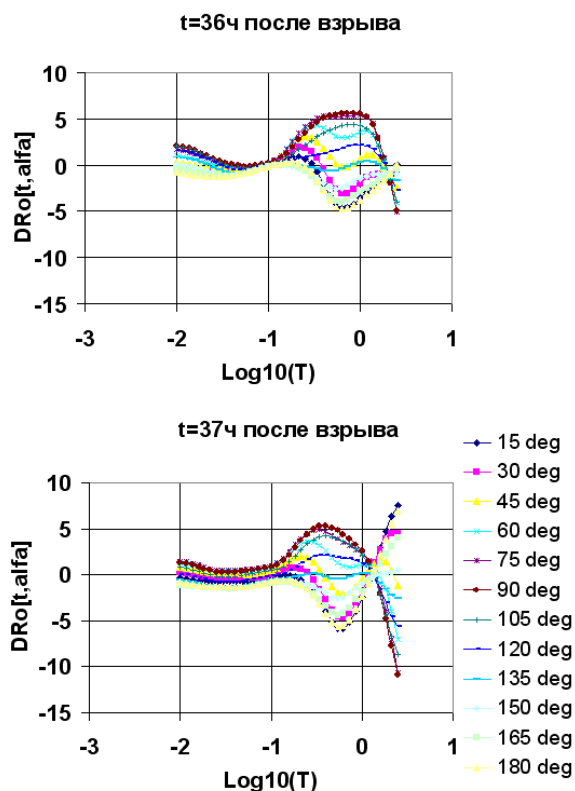 t=36ч после взрыва
10
5
0
-5
-10
-15
DRo[t,alfa]
-3 -2 -1 0 1
Log10(T)
t=37ч после взрыва
10
5
0
-5
-10
-15
DRo[t,alfa]
-3 -2 -1 0 1
Log10(T)
15 deg
30 deg
45 deg
60 deg
75 deg
90 deg
105 deg
120 deg
135 deg
150 deg
165 deg
180 deg